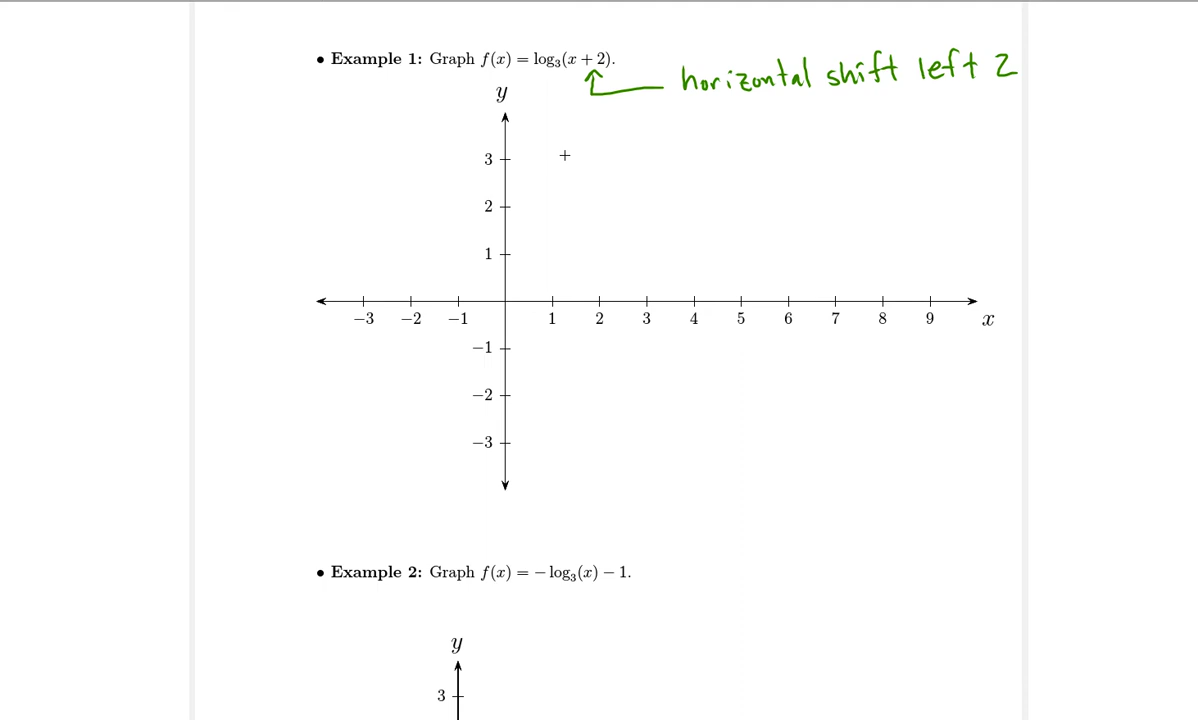 • Example 1: Graph f(x) = log₃(x + 2).
horizontal shift left 2
y
3
2
1
−3 −2 −1 1 2 3 4 5 6 7 8 9 x
−1
−2
−3
• Example 2: Graph f(x) = − log₃(x) − 1.
y
3